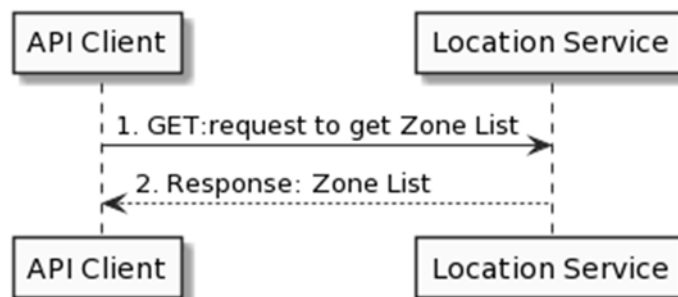 API Client
Location Service
1. GET:request to get Zone List
2. Response: Zone List
API Client
Location Service